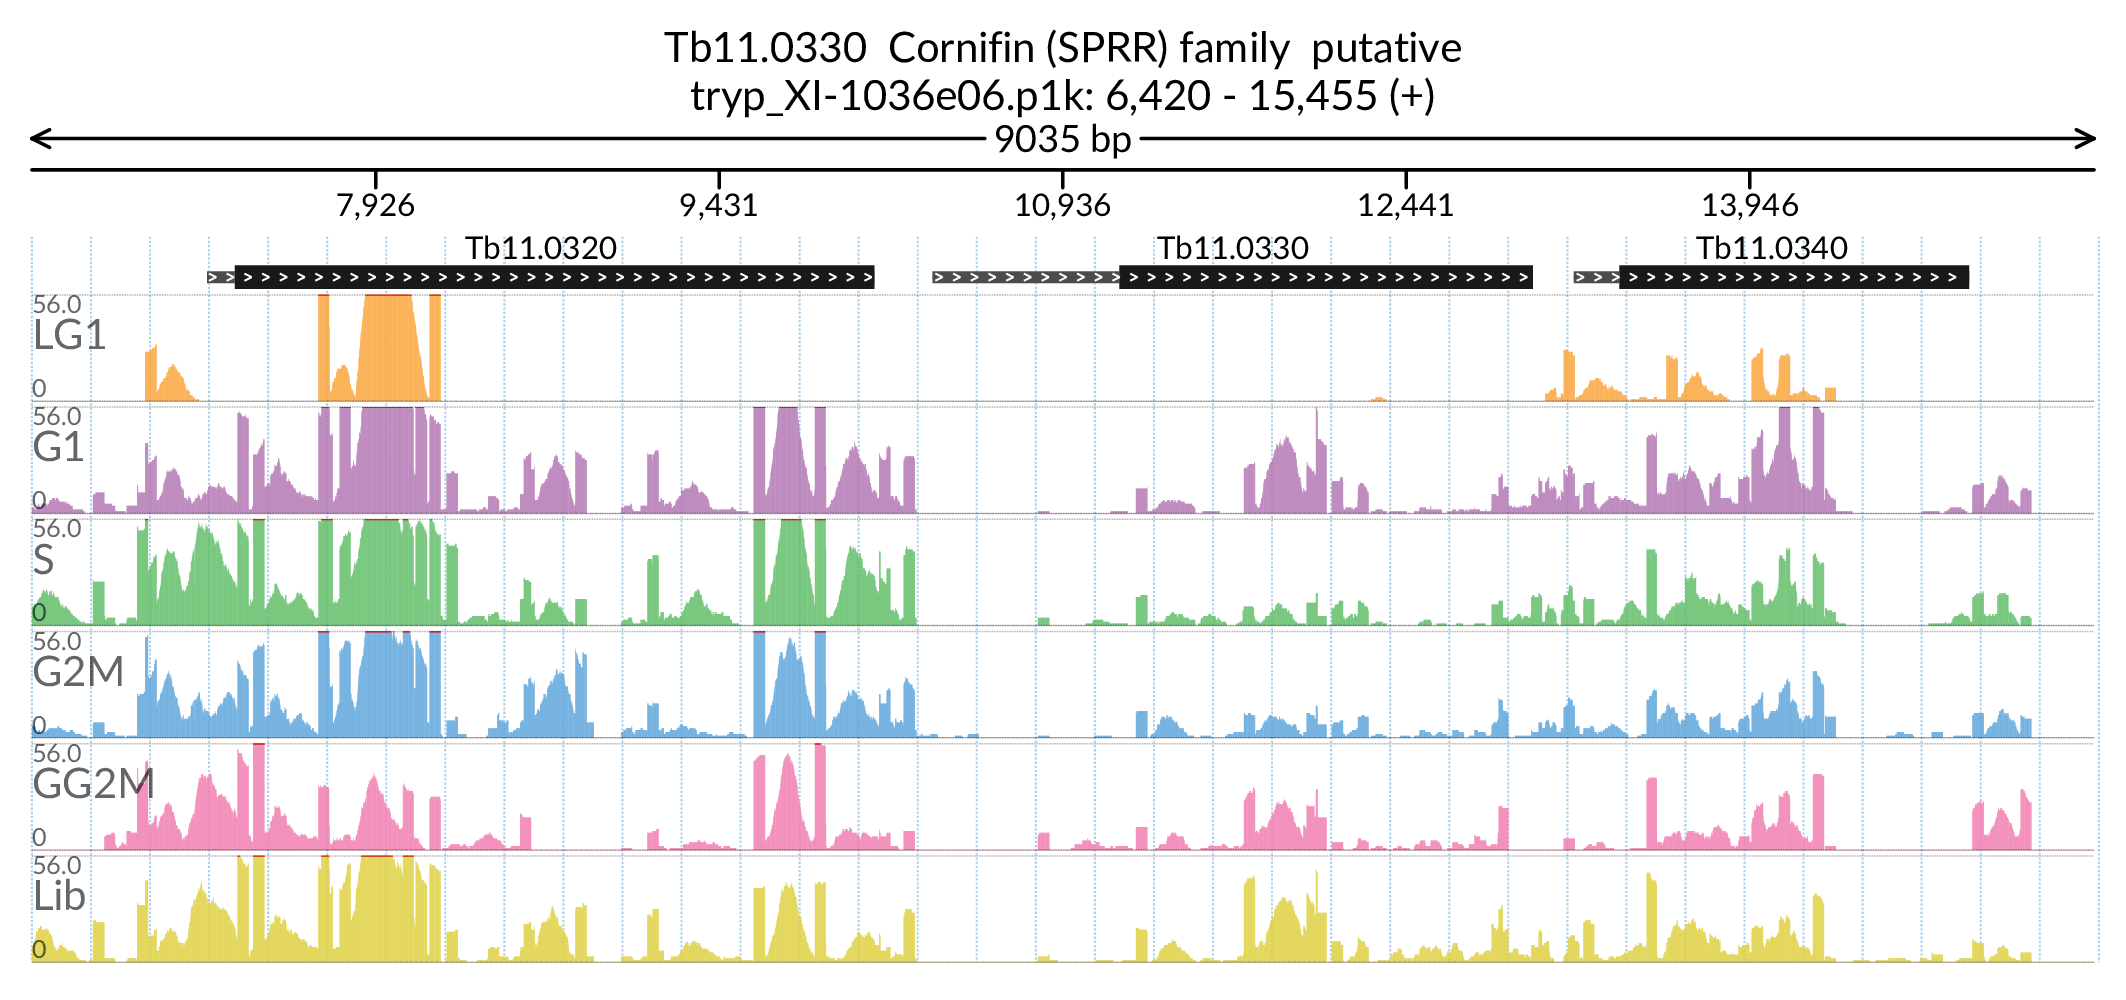 Tb11.0330  Cornifin (SPRR) family  putative
tryp_XI-1036e06.p1k: 6,420 - 15,455 (+)
9035 bp
7,926 9,431 10,936 12,441 13,946
Tb11.0320 Tb11.0330 Tb11.0340
56.0
LG1
0
56.0
G1
0
56.0
S
0
56.0
G2M
0
56.0
GG2M
0
56.0
Lib
0